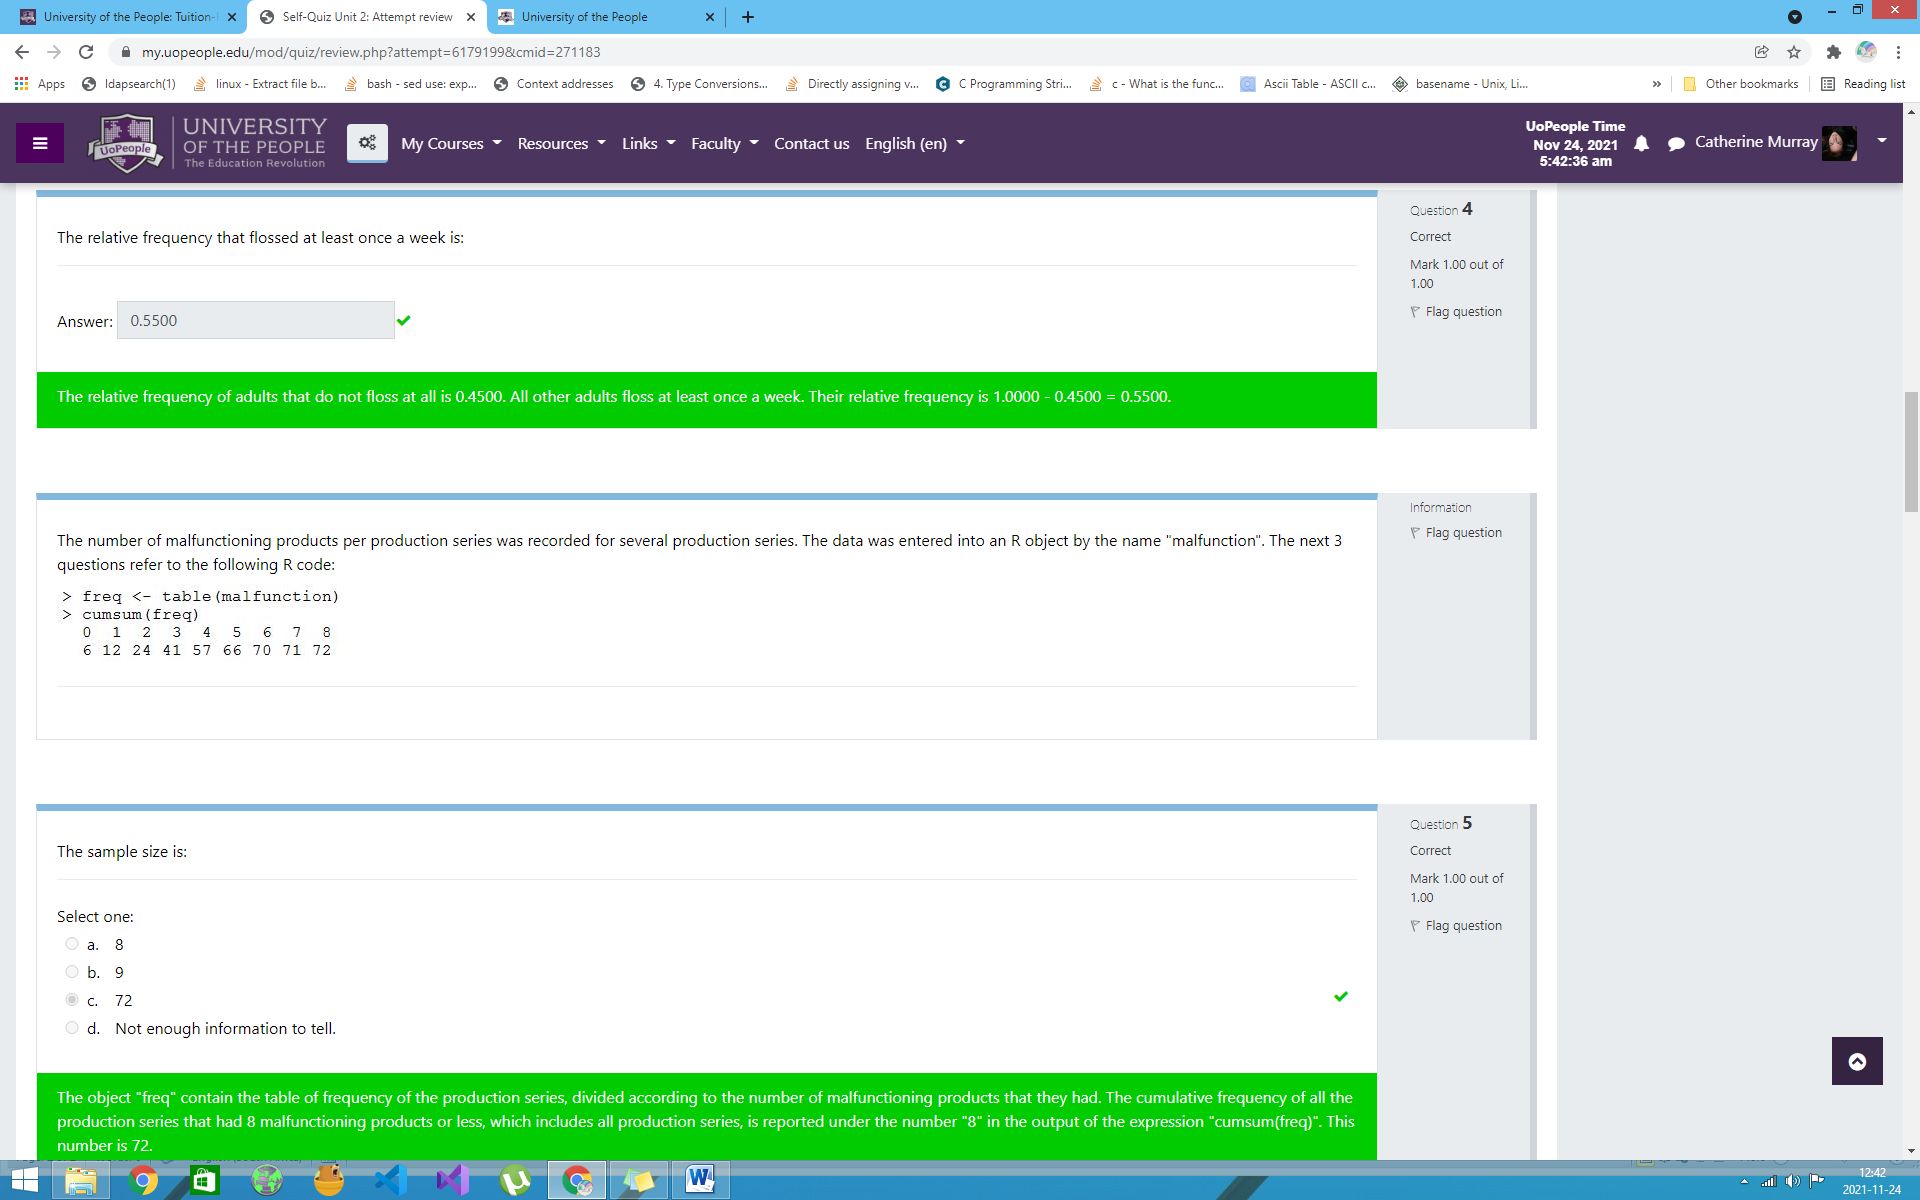 University of the People: Tuition-
Self-Quiz Unit 2: Attempt review
University of the People
my.uopeople.edu/mod/quiz/review.php?attempt=6179199&cmid=271183
Apps
ldapsearch(1)
linux - Extract file b...
bash - sed use: exp...
Context addresses
4. Type Conversions...
Directly assigning v...
C Programming Stri...
c - What is the func...
Ascii Table - ASCII c...
basename - Unix, Li...
»
Other bookmarks
Reading list
UoPeople
UNIVERSITY
OF THE PEOPLE
The Education Revolution
My Courses
Resources
Links
Faculty
Contact us
English (en)
UoPeople Time
Nov 24, 2021
5:42:36 am
Catherine Murray
The relative frequency that flossed at least once a week is:
Answer: 0.5500
The relative frequency of adults that do not floss at all is 0.4500. All other adults floss at least once a week. Their relative frequency is 1.0000 - 0.4500 = 0.5500.
Question 4
Correct
Mark 1.00 out of
1.00
Flag question
The number of malfunctioning products per production series was recorded for several production series. The data was entered into an R object by the name "malfunction". The next 3
questions refer to the following R code:
> freq <- table(malfunction)
> cumsum(freq)
0 1 2 3 4 5 6 7 8
6 12 24 41 57 66 70 71 72
Information
Flag question
The sample size is:
Select one:
a. 8
b. 9
c. 72
d. Not enough information to tell.
The object "freq" contain the table of frequency of the production series, divided according to the number of malfunctioning products that they had. The cumulative frequency of all the
production series that had 8 malfunctioning products or less, which includes all production series, is reported under the number "8" in the output of the expression "cumsum(freq)". This
number is 72.
Question 5
Correct
Mark 1.00 out of
1.00
Flag question
12:42
2021-11-24